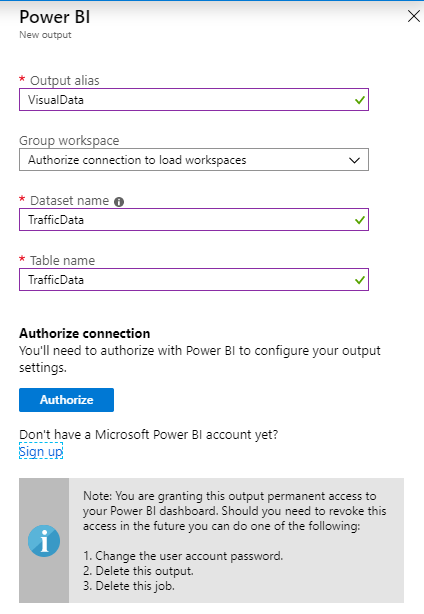 Power BI
New output
* Output alias
VisualData
Group workspace
Authorize connection to load workspaces
* Dataset name
TrafficData
* Table name
TrafficData
Authorize connection
You'll need to authorize with Power BI to configure your output
settings.
Authorize
Don't have a Microsoft Power BI account yet?
Sign up
Note: You are granting this output permanent access to
your Power BI dashboard. Should you need to revoke this
access in the future you can do one of the following:
1. Change the user account password.
2. Delete this output.
3. Delete this job.